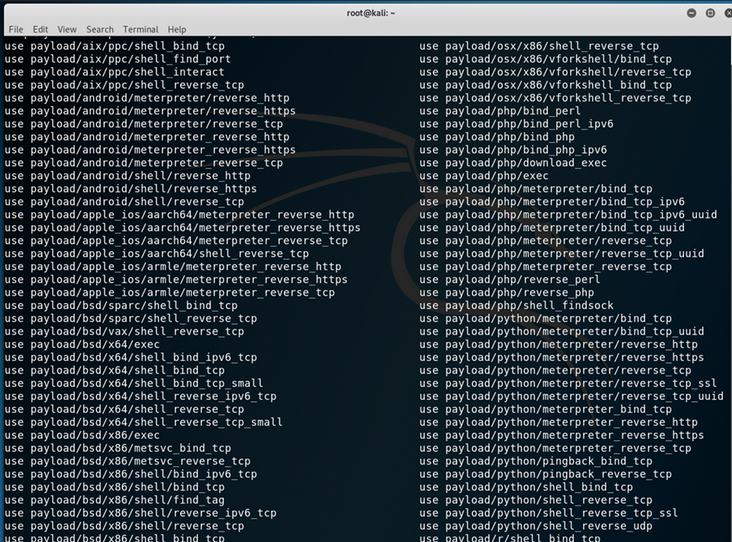 root@kali: ~
File Edit View Search Terminal Help
use payload/aix/ppc/shell_bind_tcp
use payload/aix/ppc/shell_find_port
use payload/aix/ppc/shell_interact
use payload/aix/ppc/shell_reverse_tcp
use payload/android/meterpreter/reverse_http
use payload/android/meterpreter/reverse_https
use payload/android/meterpreter/reverse_tcp
use payload/android/meterpreter_reverse_http
use payload/android/meterpreter_reverse_https
use payload/android/meterpreter_reverse_tcp
use payload/android/shell/reverse_http
use payload/android/shell/reverse_https
use payload/android/shell/reverse_tcp
use payload/apple_ios/aarch64/meterpreter_reverse_http
use payload/apple_ios/aarch64/meterpreter_reverse_https
use payload/apple_ios/aarch64/meterpreter_reverse_tcp
use payload/apple_ios/aarch64/shell_reverse_tcp
use payload/apple_ios/armle/meterpreter_reverse_http
use payload/apple_ios/armle/meterpreter_reverse_https
use payload/apple_ios/armle/meterpreter_reverse_tcp
use payload/bsd/sparc/shell_bind_tcp
use payload/bsd/sparc/shell_reverse_tcp
use payload/bsd/vax/shell_reverse_tcp
use payload/bsd/x64/exec
use payload/bsd/x64/shell_bind_ipv6_tcp
use payload/bsd/x64/shell_bind_tcp
use payload/bsd/x64/shell_bind_tcp_small
use payload/bsd/x64/shell_reverse_ipv6_tcp
use payload/bsd/x64/shell_reverse_tcp
use payload/bsd/x64/shell_reverse_tcp_small
use payload/bsd/x86/exec
use payload/bsd/x86/metsvc_bind_tcp
use payload/bsd/x86/metsvc_reverse_tcp
use payload/bsd/x86/shell/bind_ipv6_tcp
use payload/bsd/x86/shell/bind_tcp
use payload/bsd/x86/shell/find_tag
use payload/bsd/x86/shell/reverse_ipv6_tcp
use payload/bsd/x86/shell/reverse_tcp
use payload/bsd/x86/shell_bind_tcp
use payload/osx/x86/shell_reverse_tcp
use payload/osx/x86/vforkshell/bind_tcp
use payload/osx/x86/vforkshell/reverse_tcp
use payload/osx/x86/vforkshell_bind_tcp
use payload/osx/x86/vforkshell_reverse_tcp
use payload/php/bind_perl
use payload/php/bind_perl_ipv6
use payload/php/bind_php
use payload/php/bind_php_ipv6
use payload/php/download_exec
use payload/php/exec
use payload/php/meterpreter/bind_tcp
use payload/php/meterpreter/bind_tcp_ipv6
use payload/php/meterpreter/bind_tcp_ipv6_uuid
use payload/php/meterpreter/bind_tcp_uuid
use payload/php/meterpreter/reverse_tcp
use payload/php/meterpreter/reverse_tcp_uuid
use payload/php/meterpreter_reverse_tcp
use payload/php/reverse_perl
use payload/php/reverse_php
use payload/php/shell_findsock
use payload/python/meterpreter/bind_tcp
use payload/python/meterpreter/bind_tcp_uuid
use payload/python/meterpreter/reverse_http
use payload/python/meterpreter/reverse_https
use payload/python/meterpreter/reverse_tcp
use payload/python/meterpreter/reverse_tcp_ssl
use payload/python/meterpreter/reverse_tcp_uuid
use payload/python/meterpreter_bind_tcp
use payload/python/meterpreter_reverse_http
use payload/python/meterpreter_reverse_https
use payload/python/meterpreter_reverse_tcp
use payload/python/pingback_bind_tcp
use payload/python/pingback_reverse_tcp
use payload/python/shell_bind_tcp
use payload/python/shell_reverse_tcp
use payload/python/shell_reverse_tcp_ssl
use payload/python/shell_reverse_udp
use payload/r/shell_bind_tcp